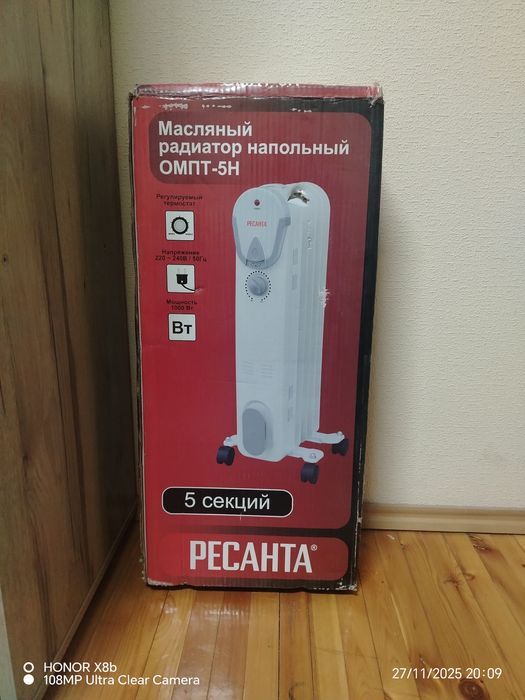 Масляный
радиатор напольный
ОМПТ-5Н
Регулируемый
термостат
Напряжение
220 ~ 240В / 50Гц
Мощность
1000 Вт
Вт
РЕСАНТА
5 секций
РЕСАНТА®
HONOR X8b
108MP Ultra Clear Camera
27/11/2025 20:09